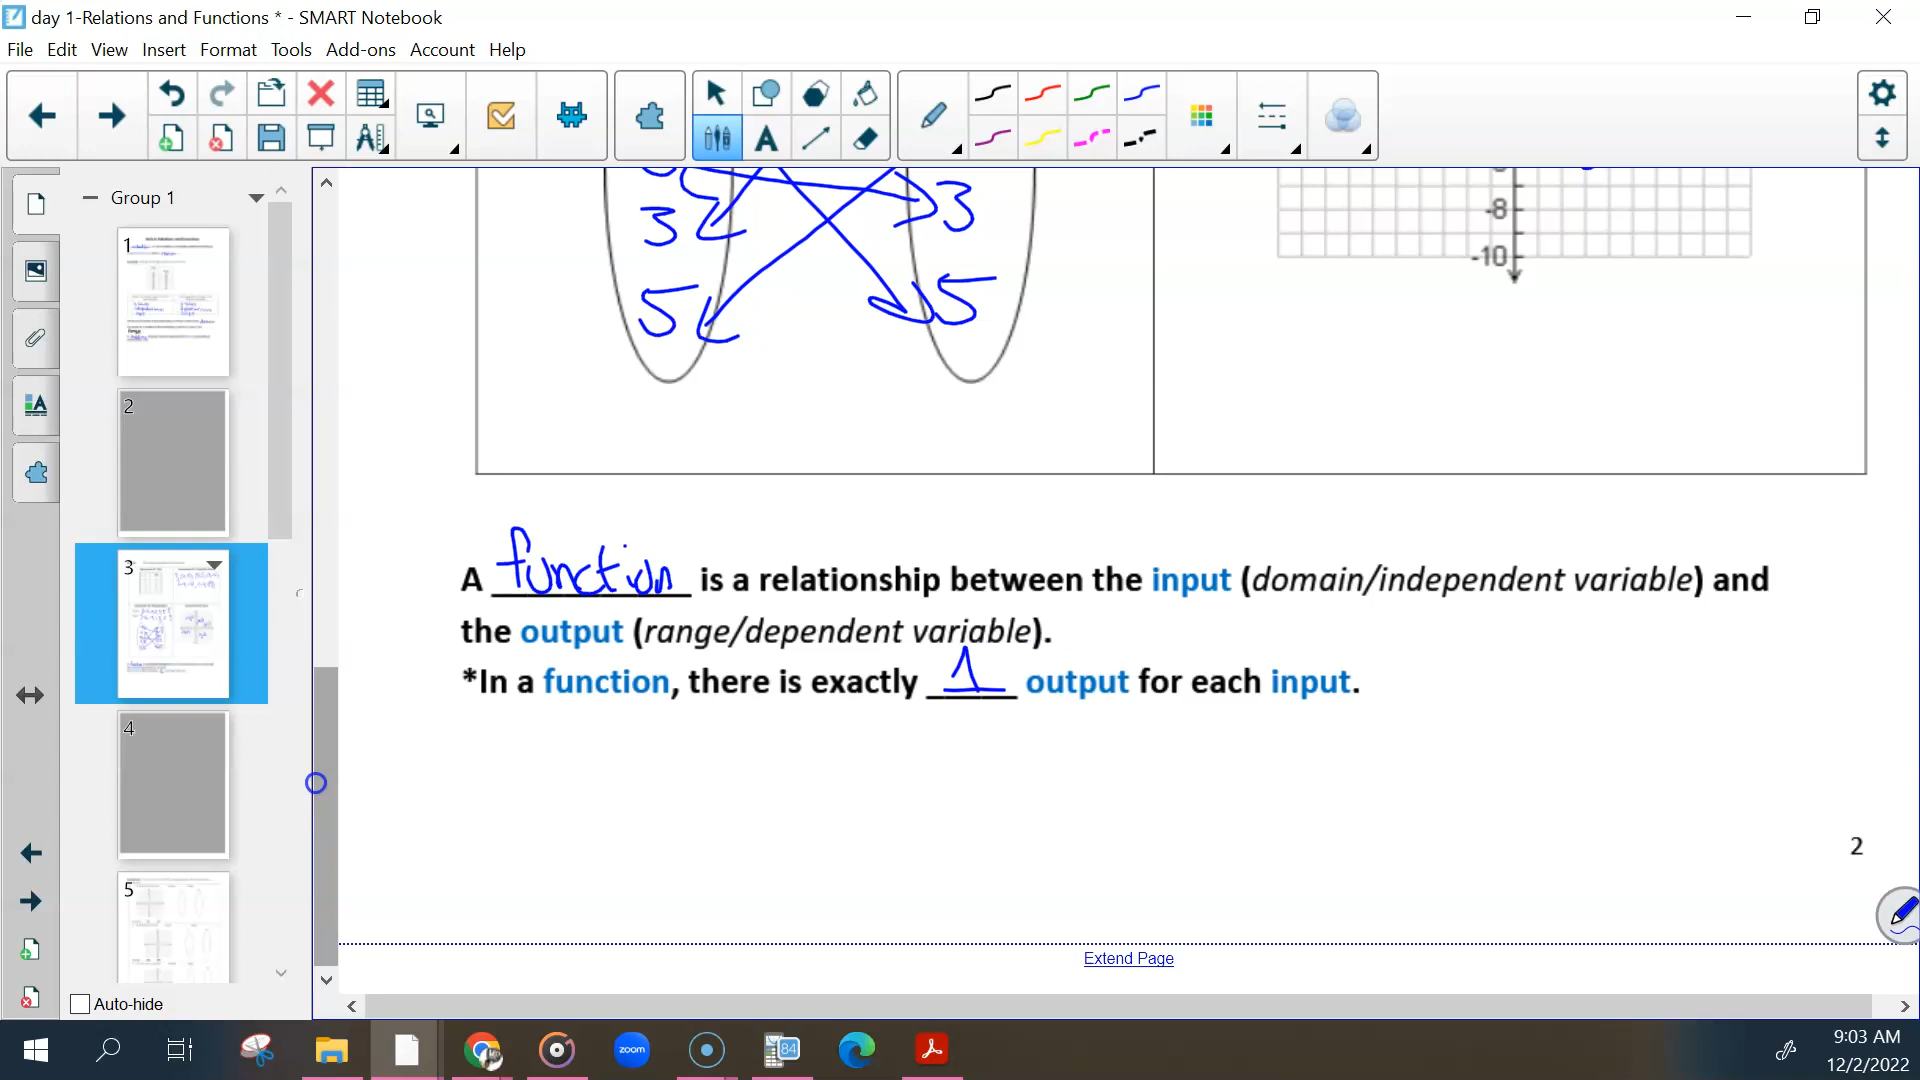 day 1-Relations and Functions * - SMART Notebook
File Edit View Insert Format Tools Add-ons Account Help
Group 1
1
2
3
4
5
Auto-hide
3 3
5 5
-8
-10
A function is a relationship between the input (domain/independent variable) and
the output (range/dependent variable).
*In a function, there is exactly 1 output for each input.
2
Extend Page
zoom
84
9:03 AM
12/2/2022